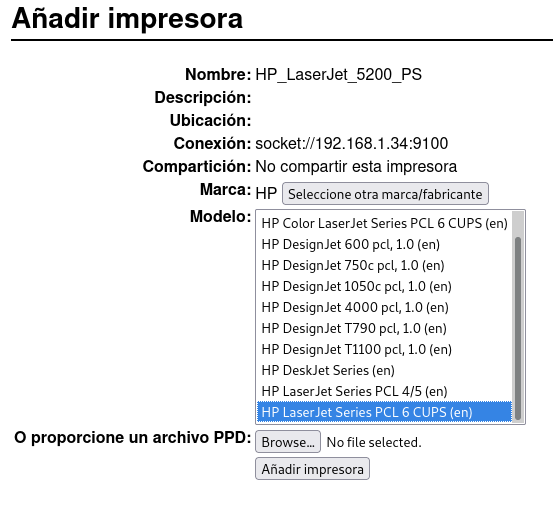 Añadir impresora
Nombre: HP_LaserJet_5200_PS
Descripción:
Ubicación:
Conexión: socket://192.168.1.34:9100
Compartición: No compartir esta impresora
Marca: HP Seleccione otra marca/fabricante
Modelo:
HP Color LaserJet Series PCL 6 CUPS (en)
HP DesignJet 600 pcl, 1.0 (en)
HP DesignJet 750c pcl, 1.0 (en)
HP DesignJet 1050c pcl, 1.0 (en)
HP DesignJet 4000 pcl, 1.0 (en)
HP DesignJet T790 pcl, 1.0 (en)
HP DesignJet T1100 pcl, 1.0 (en)
HP DeskJet Series (en)
HP LaserJet Series PCL 4/5 (en)
HP LaserJet Series PCL 6 CUPS (en)
O proporcione un archivo PPD: Browse... No file selected.
Añadir impresora